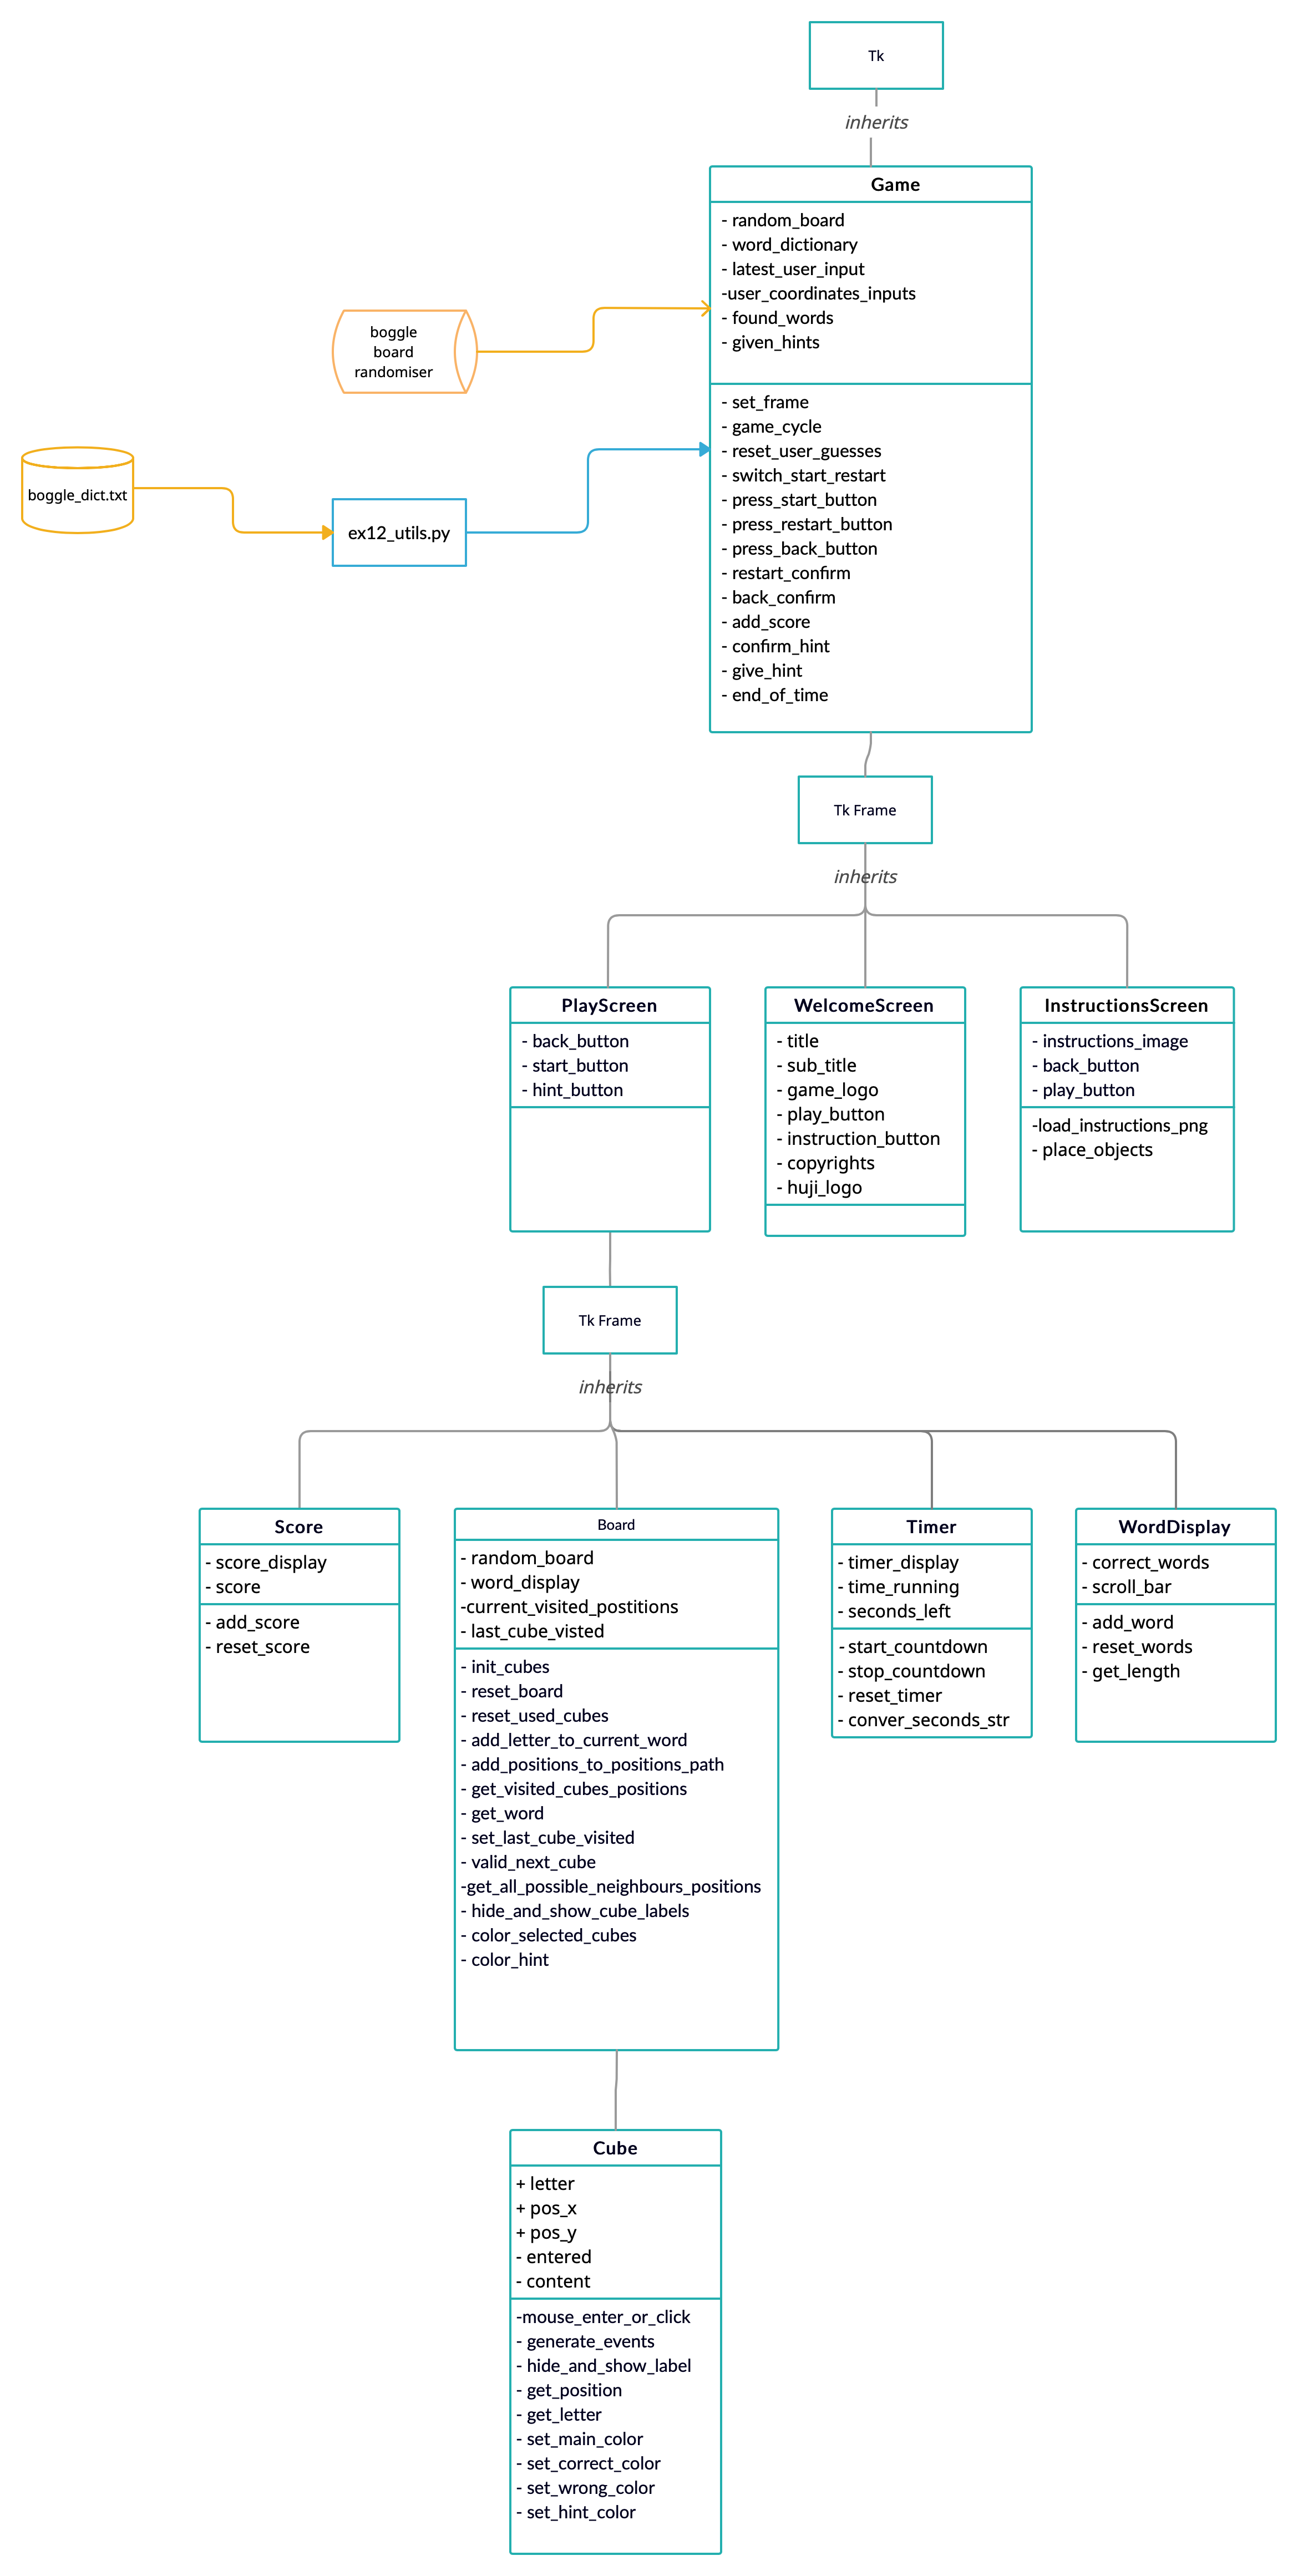 Tk
inherits
Game
- random_board
- word_dictionary
- latest_user_input
-user_coordinates_inputs
- found_words
- given_hints
- set_frame
- game_cycle
- reset_user_guesses
- switch_start_restart
- press_start_button
- press_restart_button
- press_back_button
- restart_confirm
- back_confirm
- add_score
- confirm_hint
- give_hint
- end_of_time
boggle
board
randomiser
boggle_dict.txt
ex12_utils.py
Tk Frame
inherits
PlayScreen
- back_button
- start_button
- hint_button
WelcomeScreen
- title
- sub_title
- game_logo
- play_button
- instruction_button
- copyrights
- huji_logo
InstructionsScreen
- instructions_image
- back_button
- play_button
-load_instructions_png
- place_objects
Tk Frame
inherits
Score
- score_display
- score
- add_score
- reset_score
Board
- random_board
- word_display
-current_visited_postitions
- last_cube_visted
- init_cubes
- reset_board
- reset_used_cubes
- add_letter_to_current_word
- add_positions_to_positions_path
- get_visited_cubes_positions
- get_word
- set_last_cube_visited
- valid_next_cube
-get_all_possible_neighbours_positions
- hide_and_show_cube_labels
- color_selected_cubes
- color_hint
Timer
- timer_display
- time_running
- seconds_left
- start_countdown
- stop_countdown
- reset_timer
- conver_seconds_str
WordDisplay
- correct_words
- scroll_bar
- add_word
- reset_words
- get_length
Cube
+ letter
+ pos_x
+ pos_y
- entered
- content
-mouse_enter_or_click
- generate_events
- hide_and_show_label
- get_position
- get_letter
- set_main_color
- set_correct_color
- set_wrong_color
- set_hint_color